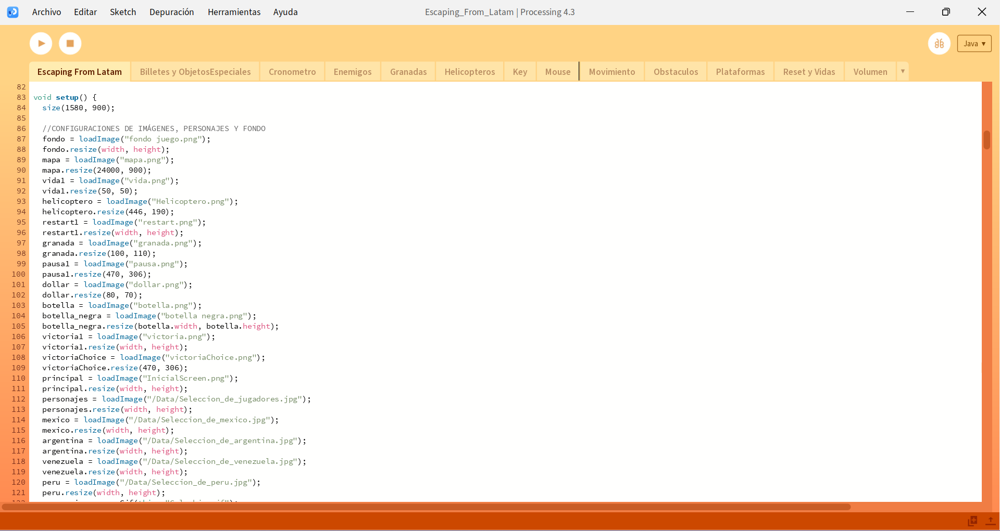 Archivo Editar Sketch Depuración Herramientas Ayuda Escaping_From_Latam | Processing 4.3
Java ▾
Escaping From Latam Billetes y ObjetosEspeciales Cronometro Enemigos Granadas Helicopteros Key Mouse Movimiento Obstaculos Plataformas Reset y Vidas Volumen ▾
82
83 void setup() {
84 size(1580, 900);
85
86 //CONFIGURACIONES DE IMÁGENES, PERSONAJES Y FONDO
87 fondo = loadImage("fondo juego.png");
88 fondo.resize(width, height);
89 mapa = loadImage("mapa.png");
90 mapa.resize(24000, 900);
91 vida1 = loadImage("vida.png");
92 vida1.resize(50, 50);
93 helicoptero = loadImage("Helicoptero.png");
94 helicoptero.resize(446, 190);
95 restart1 = loadImage("restart.png");
96 restart1.resize(width, height);
97 granada = loadImage("granada.png");
98 granada.resize(100, 110);
99 pausa1 = loadImage("pausa.png");
100 pausa1.resize(470, 306);
101 dollar = loadImage("dollar.png");
102 dollar.resize(80, 70);
103 botella = loadImage("botella.png");
104 botella_negra = loadImage("botella negra.png");
105 botella_negra.resize(botella.width, botella.height);
106 victoria1 = loadImage("victoria.png");
107 victoria1.resize(width, height);
108 victoriaChoice = loadImage("victoriaChoice.png");
109 victoriaChoice.resize(470, 306);
110 principal = loadImage("InicialScreen.png");
111 principal.resize(width, height);
112 personajes = loadImage("/Data/Seleccion_de_jugadores.jpg");
113 personajes.resize(width, height);
114 mexico = loadImage("/Data/Seleccion_de_mexico.jpg");
115 mexico.resize(width, height);
116 argentina = loadImage("/Data/Seleccion_de_argentina.jpg");
117 argentina.resize(width, height);
118 venezuela = loadImage("/Data/Seleccion_de_venezuela.jpg");
119 venezuela.resize(width, height);
120 peru = loadImage("/Data/Seleccion_de_peru.jpg");
121 peru.resize(width, height);